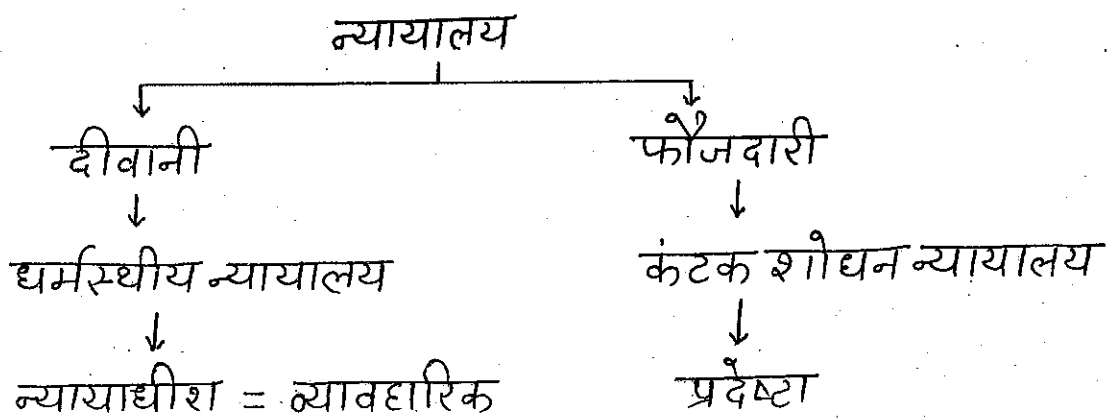 न्यायालय
दीवानी फौजदारी
धर्मस्थीय न्यायालय कंटक शोधन न्यायालय
न्यायाधीश = व्यावहारिक प्रदेष्टा